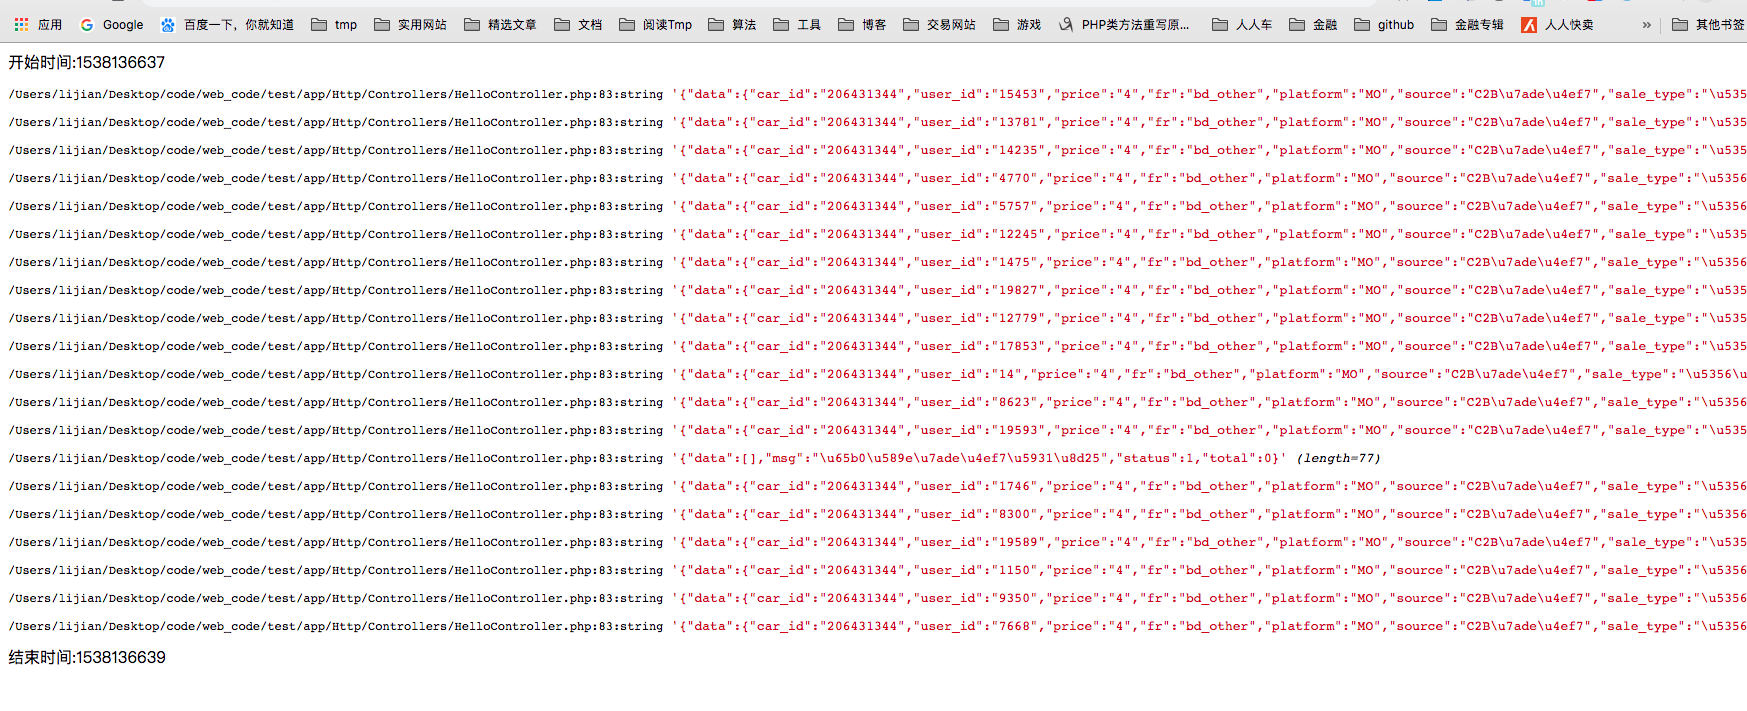 应用 Google 百度一下，你就知道 tmp 实用网站 精选文章 文档 阅读Tmp 算法 工具 博客 交易网站 游戏 PHP类方法重写原... 人人车 金融 github 金融专辑 人人快卖 » 其他书签
开始时间:1538136637
/Users/lijian/Desktop/code/web_code/test/app/Http/Controllers/HelloController.php:83:string '{"data":{"car_id":"206431344","user_id":"15453","price":"4","fr":"bd_other","platform":"MO","source":"C2B\u7ade\u4ef7","sale_type":"\u535
/Users/lijian/Desktop/code/web_code/test/app/Http/Controllers/HelloController.php:83:string '{"data":{"car_id":"206431344","user_id":"13781","price":"4","fr":"bd_other","platform":"MO","source":"C2B\u7ade\u4ef7","sale_type":"\u535
/Users/lijian/Desktop/code/web_code/test/app/Http/Controllers/HelloController.php:83:string '{"data":{"car_id":"206431344","user_id":"14235","price":"4","fr":"bd_other","platform":"MO","source":"C2B\u7ade\u4ef7","sale_type":"\u535
/Users/lijian/Desktop/code/web_code/test/app/Http/Controllers/HelloController.php:83:string '{"data":{"car_id":"206431344","user_id":"4770","price":"4","fr":"bd_other","platform":"MO","source":"C2B\u7ade\u4ef7","sale_type":"\u5356
/Users/lijian/Desktop/code/web_code/test/app/Http/Controllers/HelloController.php:83:string '{"data":{"car_id":"206431344","user_id":"5757","price":"4","fr":"bd_other","platform":"MO","source":"C2B\u7ade\u4ef7","sale_type":"\u5356
/Users/lijian/Desktop/code/web_code/test/app/Http/Controllers/HelloController.php:83:string '{"data":{"car_id":"206431344","user_id":"12245","price":"4","fr":"bd_other","platform":"MO","source":"C2B\u7ade\u4ef7","sale_type":"\u535
/Users/lijian/Desktop/code/web_code/test/app/Http/Controllers/HelloController.php:83:string '{"data":{"car_id":"206431344","user_id":"1475","price":"4","fr":"bd_other","platform":"MO","source":"C2B\u7ade\u4ef7","sale_type":"\u5356
/Users/lijian/Desktop/code/web_code/test/app/Http/Controllers/HelloController.php:83:string '{"data":{"car_id":"206431344","user_id":"19827","price":"4","fr":"bd_other","platform":"MO","source":"C2B\u7ade\u4ef7","sale_type":"\u535
/Users/lijian/Desktop/code/web_code/test/app/Http/Controllers/HelloController.php:83:string '{"data":{"car_id":"206431344","user_id":"12779","price":"4","fr":"bd_other","platform":"MO","source":"C2B\u7ade\u4ef7","sale_type":"\u535
/Users/lijian/Desktop/code/web_code/test/app/Http/Controllers/HelloController.php:83:string '{"data":{"car_id":"206431344","user_id":"17853","price":"4","fr":"bd_other","platform":"MO","source":"C2B\u7ade\u4ef7","sale_type":"\u535
/Users/lijian/Desktop/code/web_code/test/app/Http/Controllers/HelloController.php:83:string '{"data":{"car_id":"206431344","user_id":"14","price":"4","fr":"bd_other","platform":"MO","source":"C2B\u7ade\u4ef7","sale_type":"\u5356\u
/Users/lijian/Desktop/code/web_code/test/app/Http/Controllers/HelloController.php:83:string '{"data":{"car_id":"206431344","user_id":"8623","price":"4","fr":"bd_other","platform":"MO","source":"C2B\u7ade\u4ef7","sale_type":"\u5356
/Users/lijian/Desktop/code/web_code/test/app/Http/Controllers/HelloController.php:83:string '{"data":{"car_id":"206431344","user_id":"19593","price":"4","fr":"bd_other","platform":"MO","source":"C2B\u7ade\u4ef7","sale_type":"\u535
/Users/lijian/Desktop/code/web_code/test/app/Http/Controllers/HelloController.php:83:string '{"data":[],"msg":"\u65b0\u589e\u7ade\u4ef7\u5931\u8d25","status":1,"total":0}' (length=77)
/Users/lijian/Desktop/code/web_code/test/app/Http/Controllers/HelloController.php:83:string '{"data":{"car_id":"206431344","user_id":"1746","price":"4","fr":"bd_other","platform":"MO","source":"C2B\u7ade\u4ef7","sale_type":"\u5356
/Users/lijian/Desktop/code/web_code/test/app/Http/Controllers/HelloController.php:83:string '{"data":{"car_id":"206431344","user_id":"8300","price":"4","fr":"bd_other","platform":"MO","source":"C2B\u7ade\u4ef7","sale_type":"\u5356
/Users/lijian/Desktop/code/web_code/test/app/Http/Controllers/HelloController.php:83:string '{"data":{"car_id":"206431344","user_id":"19589","price":"4","fr":"bd_other","platform":"MO","source":"C2B\u7ade\u4ef7","sale_type":"\u535
/Users/lijian/Desktop/code/web_code/test/app/Http/Controllers/HelloController.php:83:string '{"data":{"car_id":"206431344","user_id":"1150","price":"4","fr":"bd_other","platform":"MO","source":"C2B\u7ade\u4ef7","sale_type":"\u5356
/Users/lijian/Desktop/code/web_code/test/app/Http/Controllers/HelloController.php:83:string '{"data":{"car_id":"206431344","user_id":"9350","price":"4","fr":"bd_other","platform":"MO","source":"C2B\u7ade\u4ef7","sale_type":"\u5356
/Users/lijian/Desktop/code/web_code/test/app/Http/Controllers/HelloController.php:83:string '{"data":{"car_id":"206431344","user_id":"7668","price":"4","fr":"bd_other","platform":"MO","source":"C2B\u7ade\u4ef7","sale_type":"\u5356
结束时间:1538136639